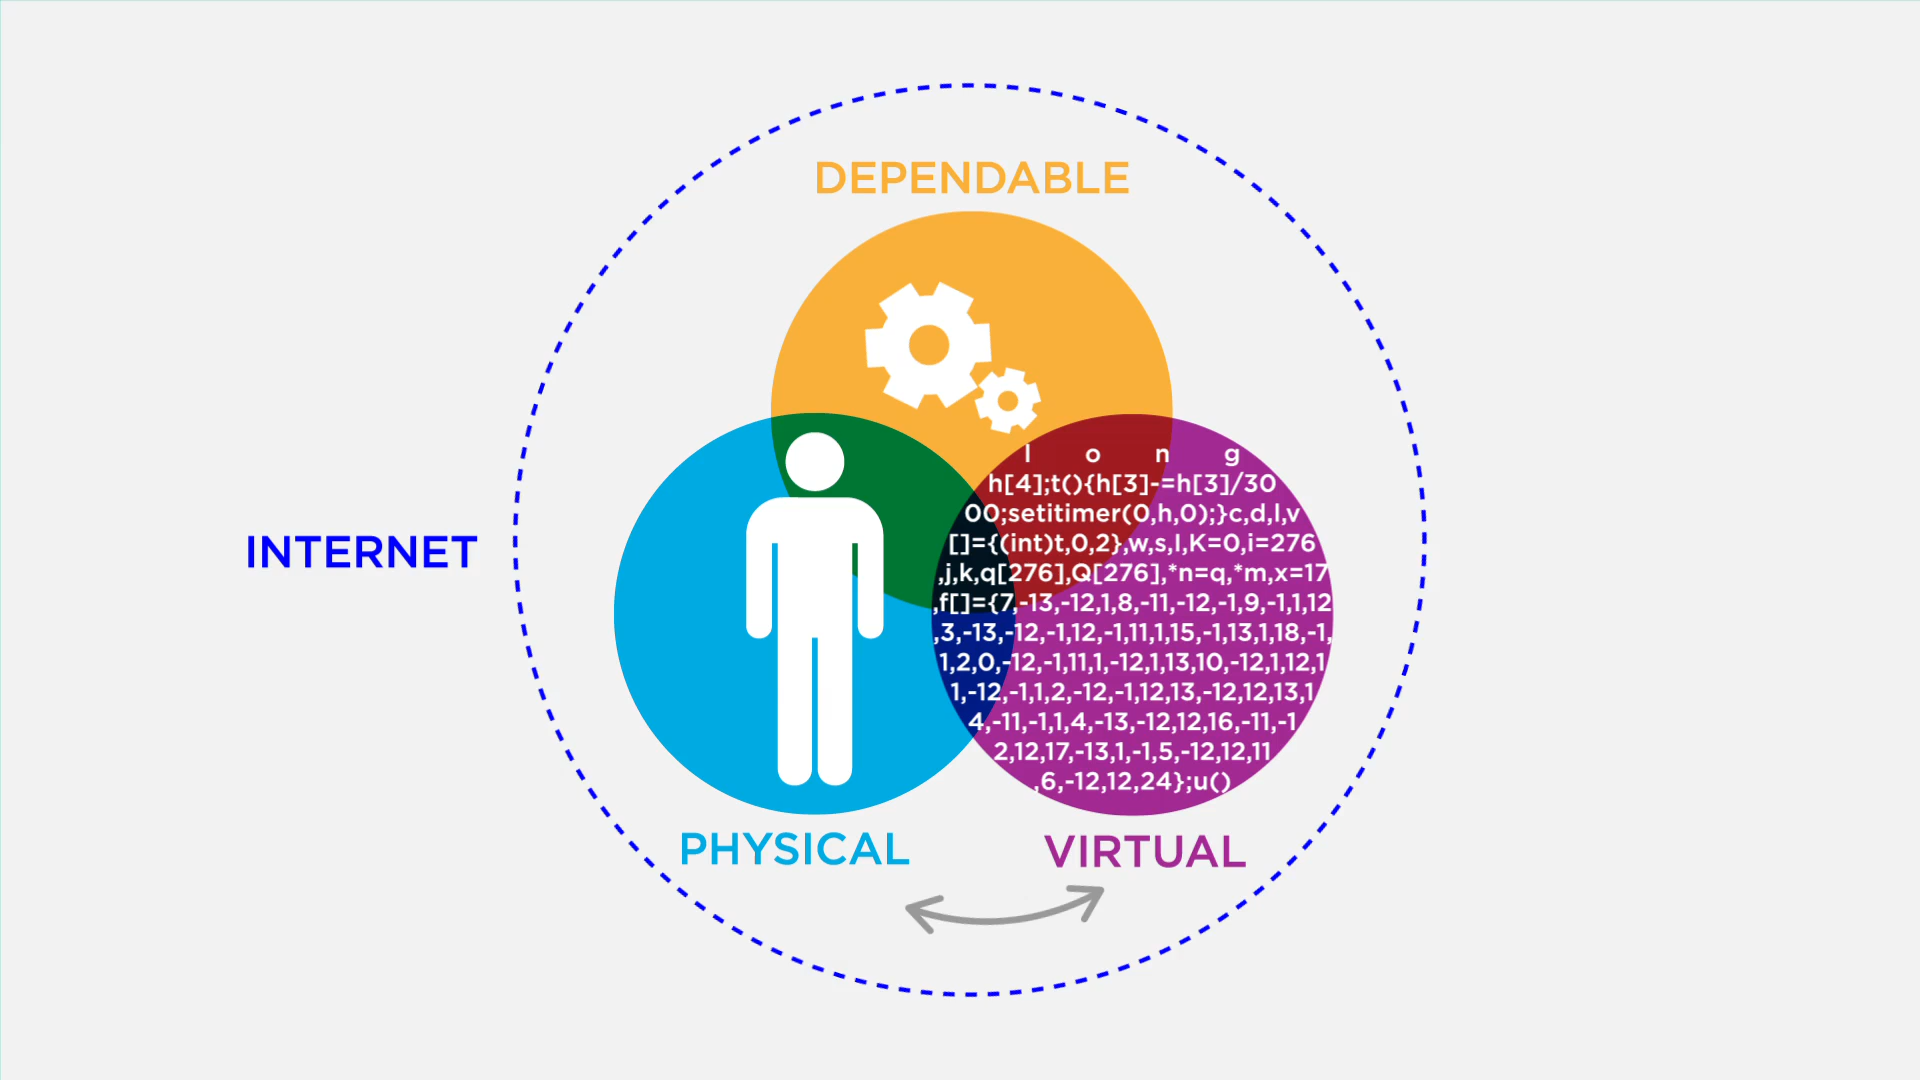 DEPENDABLE
INTERNET
l o n g
h[4];t(){h[3]-=h[3]/30
00;setitimer(0,h,0);}c,d,l,v
[]={(int)t,0,2},w,s,I,K=0,i=276
,j,k,q[276],Q[276],*n=q,*m,x=17
,f[]={7,-13,-12,1,8,-11,-12,-1,9,-1,1,12
,3,-13,-12,-1,12,-1,11,1,15,-1,13,1,18,-1,
1,2,0,-12,-1,11,1,-12,1,13,10,-12,1,12,1
1,-12,-1,1,2,-12,-1,12,13,-12,12,13,1
4,-11,-1,1,4,-13,-12,12,16,-11,-1
2,12,17,-13,1,-1,5,-12,12,11
,6,-12,12,24};u()
PHYSICAL
VIRTUAL